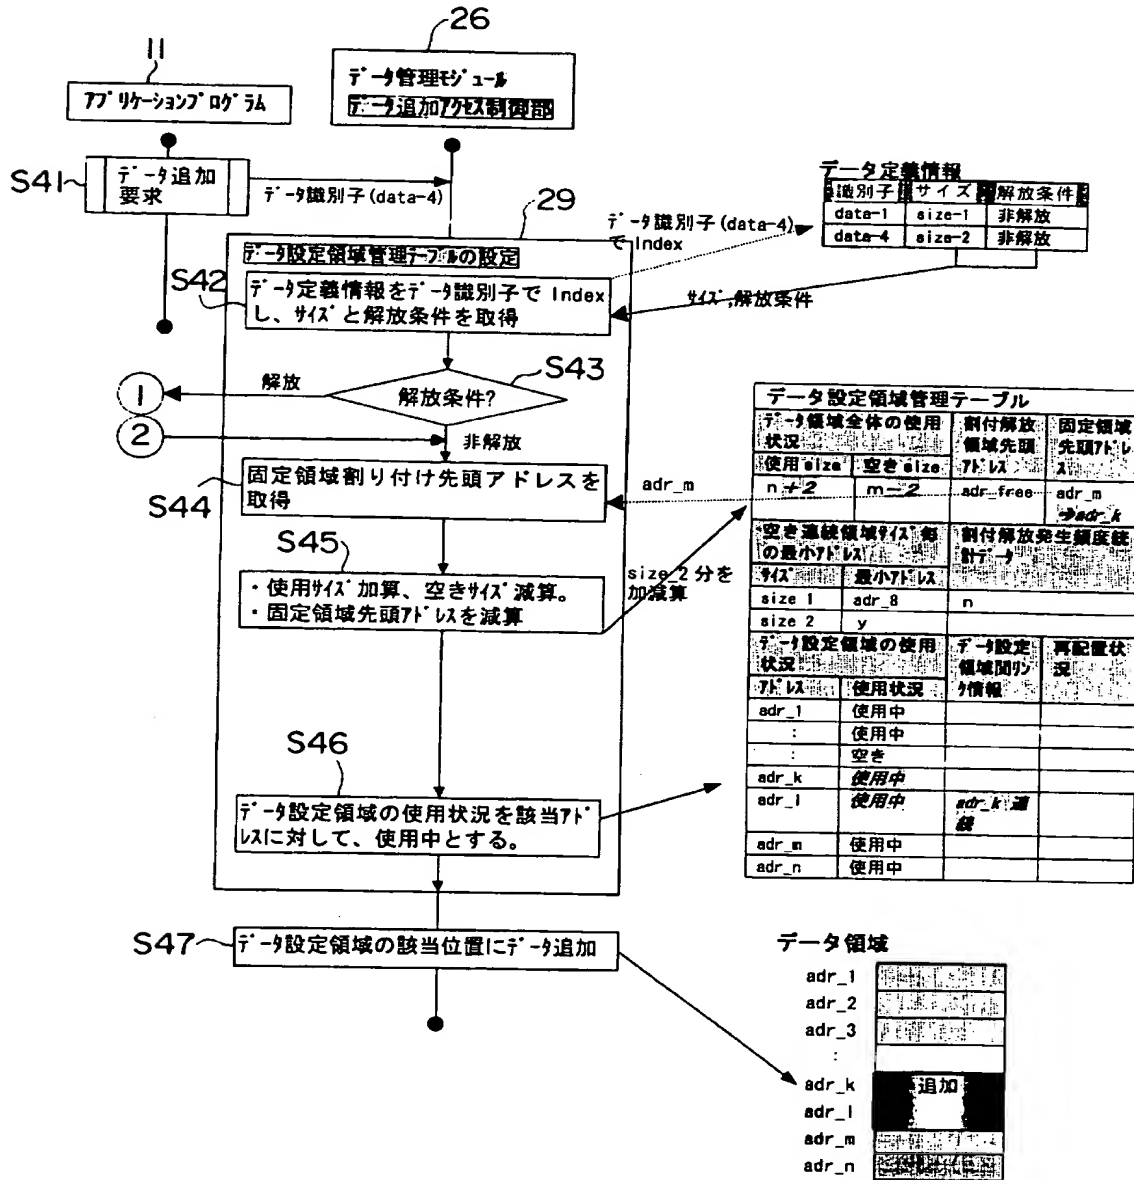 26
11
データ管理モジュール
データ追加アクセス制御部
アプリケーションプログラム
S41
データ追加
要求
データ識別子(data-4)
29
データ識別子(data-4)
で Index
データ定義情報
識別子 サイズ 解放条件
data-1 size-1 非解放
data-4 size-2 非解放
データ設定領域管理テーブルの設定
S42
データ定義情報をデータ識別子で Index
し、サイズと解放条件を取得
サイズ,解放条件
S43
解放条件?
解放
1
2
非解放
S44
固定領域割り付け先頭アドレスを
取得
adr_m
S45
・使用サイズ加算、空きサイズ減算。
・固定領域先頭アドレスを減算
size_2 分を
加減算
S46
データ設定領域の使用状況を該当アド
レスに対して、使用中とする。
S47
データ設定領域の該当位置にデータ追加
データ設定領域管理テーブル
データ領域全体の使用
状況
割付解放
領域先頭
アドレス
固定領域
先頭アドレ
ス
使用size 空きsize
n+2 m-2 adr_free adr_m
⇒adr_k
空き連続領域サイズ毎
の最小アドレス
割付解放発生頻度統
計データ
サイズ 最小アドレス
size 1 adr_8 n
size 2 y
データ設定領域の使用
状況
データ設定
領域間リン
ク情報
再配置状
況
アドレス 使用状況
adr_1 使用中
: 使用中
: 空き
adr_k 使用中
adr_l 使用中 adr_k 連
続
adr_m 使用中
adr_n 使用中
データ領域
adr_1
adr_2
adr_3
:
adr_k 追加
adr_l
adr_m
adr_n